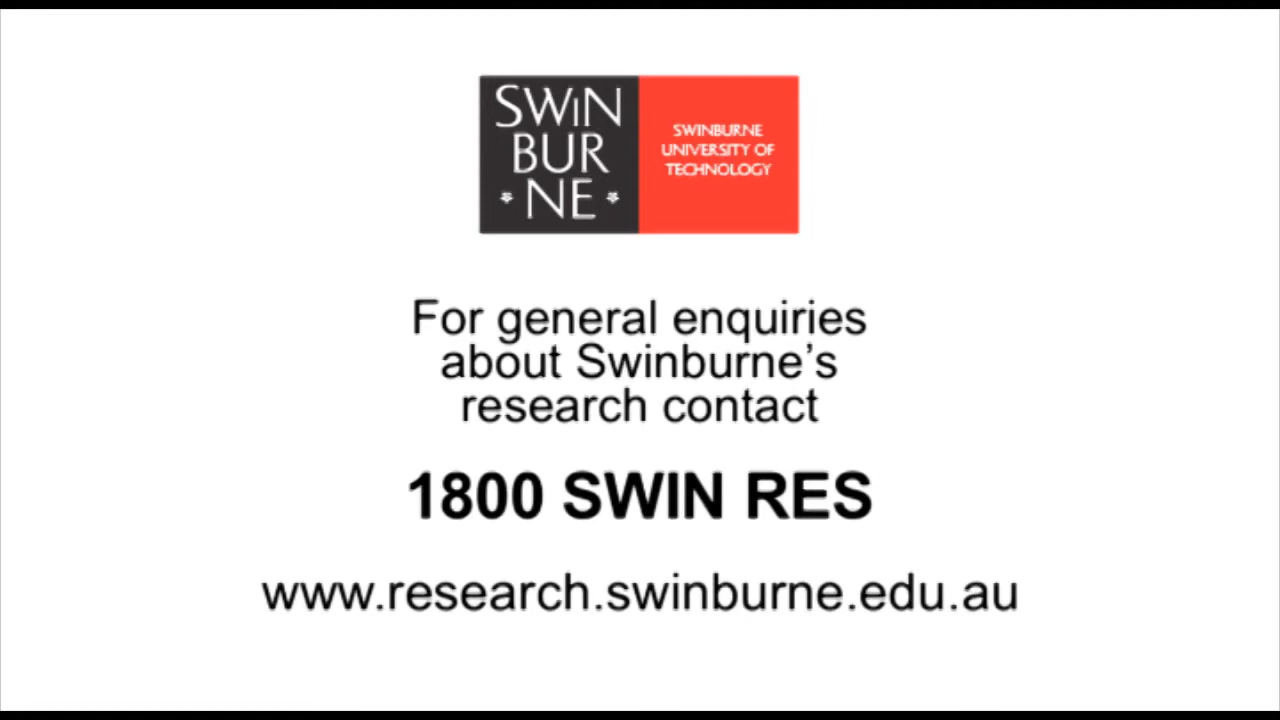 SWIN
BUR
NE
SWINBURNE
UNIVERSITY OF
TECHNOLOGY
For general enquiries
about Swinburne’s
research contact
1800 SWIN RES
www.research.swinburne.edu.au